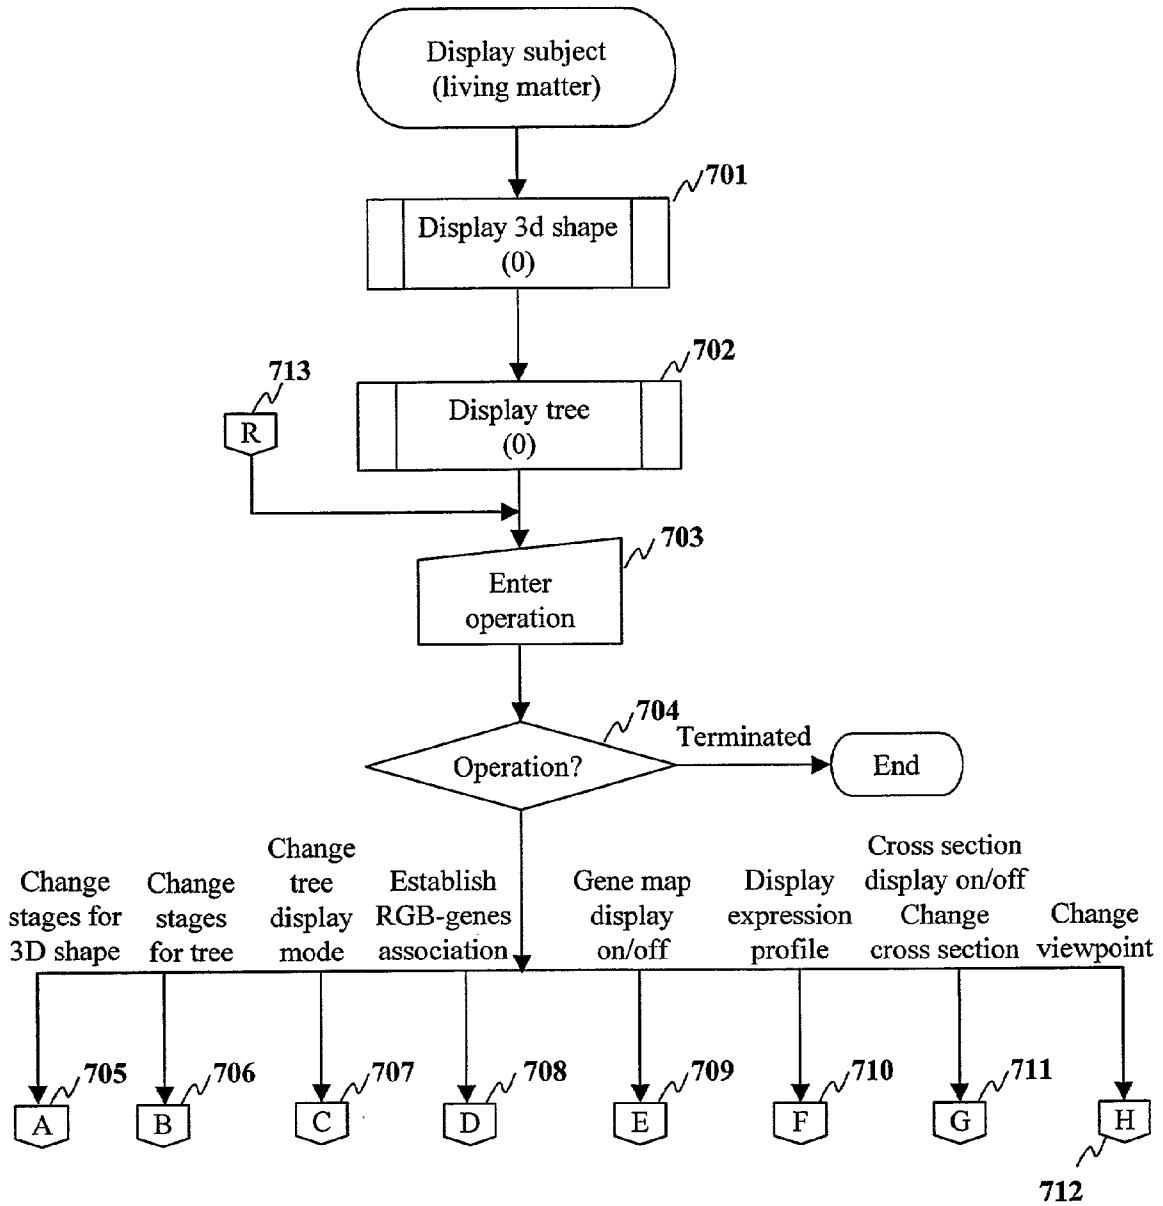 Display subject
(living matter)
701
Display 3d shape
(0)
702
Display tree
(0)
713
R
703
Enter
operation
704
Operation?
Terminated
End
Change
stages for
3D shape
Change
stages
for tree
Change
tree
display
mode
Establish
RGB-genes
association
Gene map
display
on/off
Display
expression
profile
Cross section
display on/off
Change
cross section
Change
viewpoint
705
A
706
B
707
C
708
D
709
E
710
F
711
G
H
712